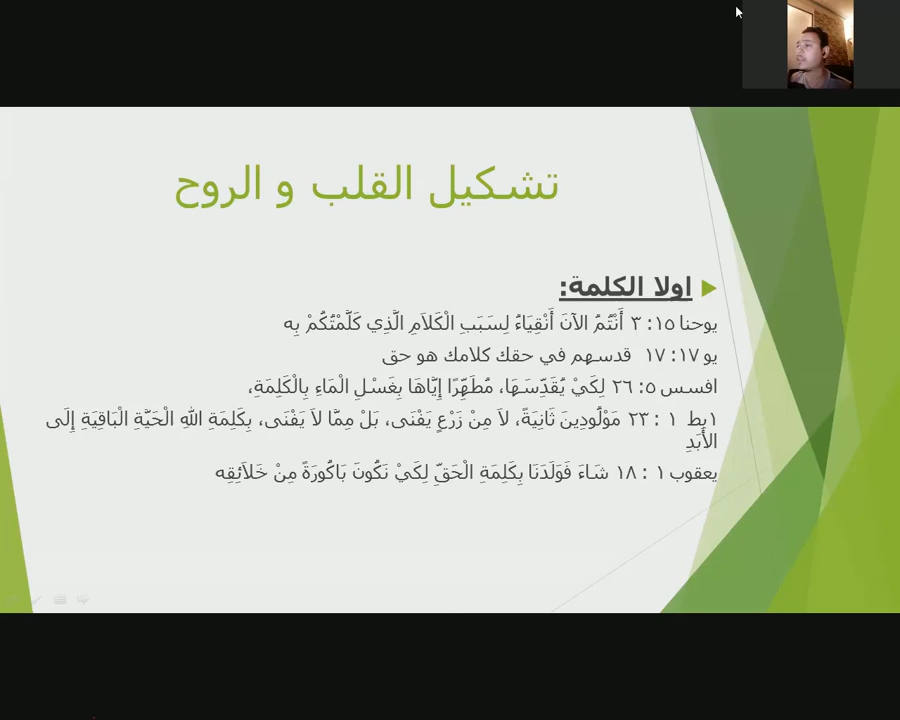 تشكيل القلب و الروح
اولا الكلمة:
يوحنا ١٥: ٣ أَنْتُمُ الآنَ أَنْقِيَاءُ لِسَبَبِ الْكَلاَمِ الَّذِي كَلَّمْتُكُمْ بِه
يو ١٧: ١٧ قدسهم في حقك كلامك هو حق
افسس ٥: ٢٦ لِكَيْ يُقَدِّسَهَا، مُطَهِّرًا إِيَّاهَا بِغَسْلِ الْمَاءِ بِالْكَلِمَةِ،
١بط ١ : ٢٣ مَوْلُودِينَ ثَانِيَةً، لاَ مِنْ زَرْعٍ يَفْنَى، بَلْ مِمَّا لاَ يَفْنَى، بِكَلِمَةِ اللهِ الْحَيَّةِ الْبَاقِيَةِ إِلَى
الأَبَدِ
يعقوب ١ : ١٨ شَاءَ فَوَلَدَنَا بِكَلِمَةِ الْحَقِّ لِكَيْ نَكُونَ بَاكُورَةً مِنْ خَلاَئِقِه